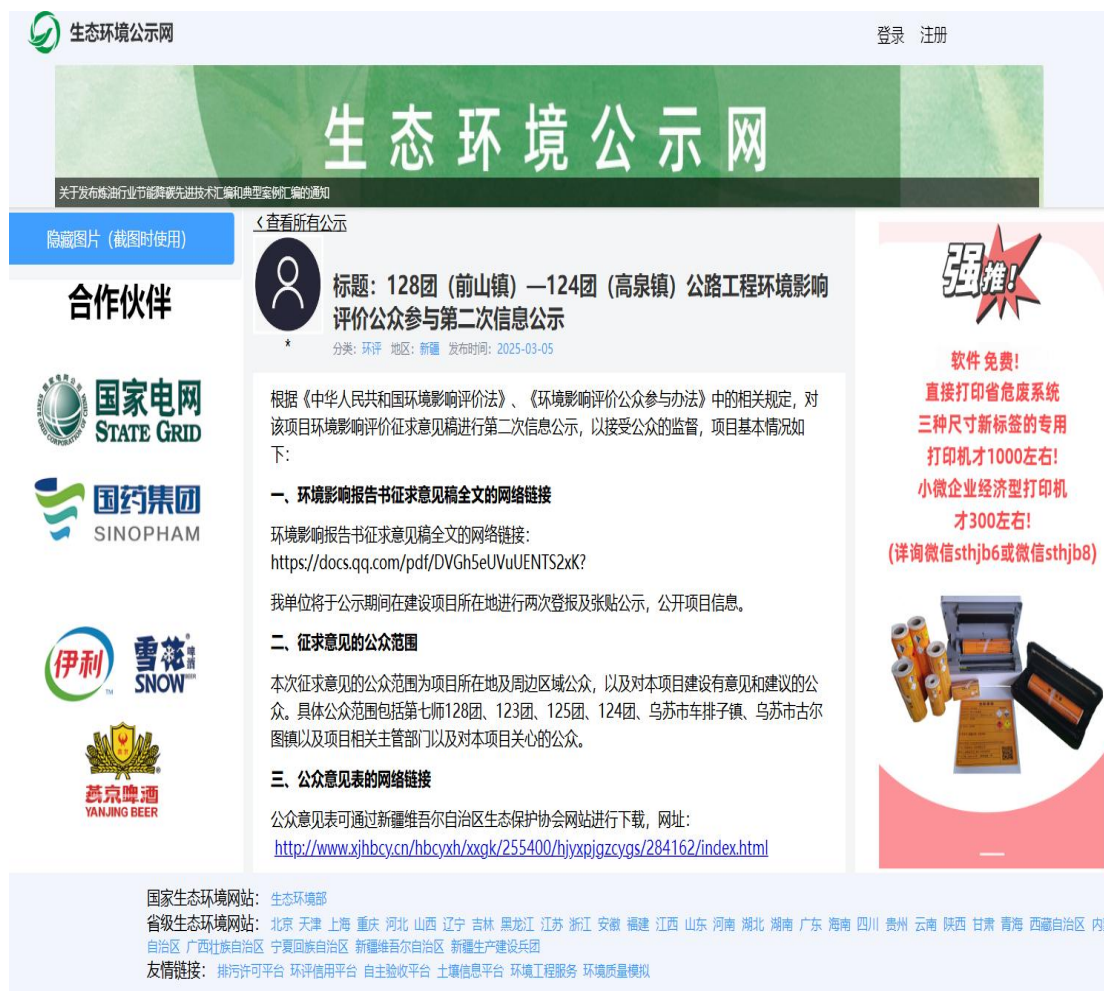 生态环境公示网
登录 注册
生态环境公示网
关于发布炼油行业节能降碳先进技术汇编和典型案例汇编的通知
隐藏图片（截图时使用）
合作伙伴
国家电网
STATE GRID
国药集团
SINOPHARM
伊利
雪花
啤酒
SNOW
燕京啤酒
YANJING BEER
く查看所有公示
标题：128团（前山镇）—124团（高泉镇）公路工程环境影响
评价公众参与第二次信息公示
*
分类：环评 地区：新疆 发布时间：2025-03-05
根据《中华人民共和国环境影响评价法》、《环境影响评价公众参与办法》中的相关规定，对
该项目环境影响评价征求意见稿进行第二次信息公示，以接受公众的监督，项目基本情况如
下：
一、环境影响报告书征求意见稿全文的网络链接
环境影响报告书征求意见稿全文的网络链接：
https://docs.qq.com/pdf/DVGh5eUVuUENTS2xK?
我单位将于公示期间在建设项目所在地进行两次登报及张贴公示，公开项目信息。
二、征求意见的公众范围
本次征求意见的公众范围为项目所在地及周边区域公众，以及对本项目建设有意见和建议的公
众。具体公众范围包括第七师128团、123团、125团、124团、乌苏市车排子镇、乌苏市古尔
图镇以及项目相关主管部门以及对本项目关心的公众。
三、公众意见表的网络链接
公众意见表可通过新疆维吾尔自治区生态保护协会网站进行下载，网址：
http://www.xjhbcy.cn/hbcyxh/xxgk/255400/hjyxpjgzcygs/284162/index.html
强推！
软件 免费!
直接打印省危废系统
三种尺寸新标签的专用
打印机才1000左右!
小微企业经济型打印机
才300左右!
(详询微信sthjb6或微信sthjb8)
国家生态环境网站： 生态环境部
省级生态环境网站： 北京 天津 上海 重庆 河北 山西 辽宁 吉林 黑龙江 江苏 浙江 安徽 福建 江西 山东 河南 湖北 湖南 广东 海南 四川 贵州 云南 陕西 甘肃 青海 西藏自治区 内
自治区 广西壮族自治区 宁夏回族自治区 新疆维吾尔自治区 新疆生产建设兵团
友情链接： 排污许可平台 环评信用平台 自主验收平台 土壤信息平台 环境工程服务 环境质量模拟